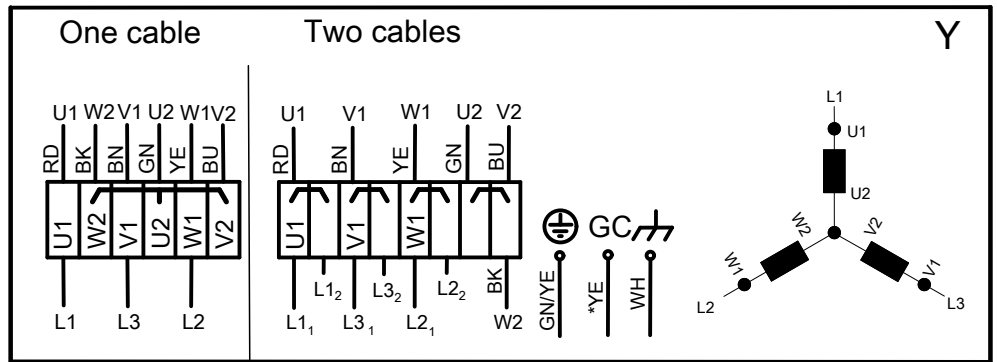 One cable
Two cables
Y
U1 W2 V1 U2 W1 V2
RD BK BN GN YE BU
U1 W2 V1 U2 W1 V2
L1 L3 L2
U1 V1 W1 U2 V2
RD BN YE GN BU
U1 V1 W1
L1₂ L3₂ L2₂ BK
L1₁ L3₁ L2₁ W2
GC
GN/YE *YE WH
L1
U1
U2
W2 V2
W1 V1
L2 L3